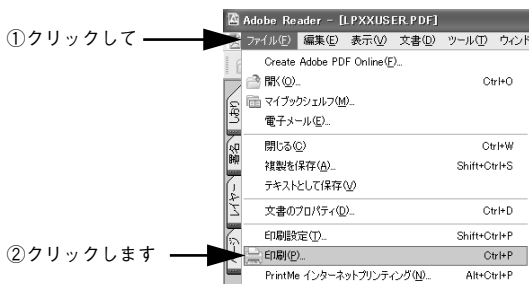 Adobe Reader - [LPXXUSER.PDF]
①クリックして
ファイル(F) 編集(E) 表示(V) 文書(D) ツール(T) ウィンド
Create Adobe PDF Online(F)...
開く(O)... Ctrl+O
マイブックシェルフ(M)...
電子メール(E)...
閉じる(C) Ctrl+W
複製を保存(A)... Shift+Ctrl+S
テキストとして保存(V)
文書のプロパティ(D)... Ctrl+D
印刷設定(T)... Shift+Ctrl+P
②クリックします
印刷(P)... Ctrl+P
PrintMe インターネットプリンティング(N)... Alt+Ctrl+P
しおり